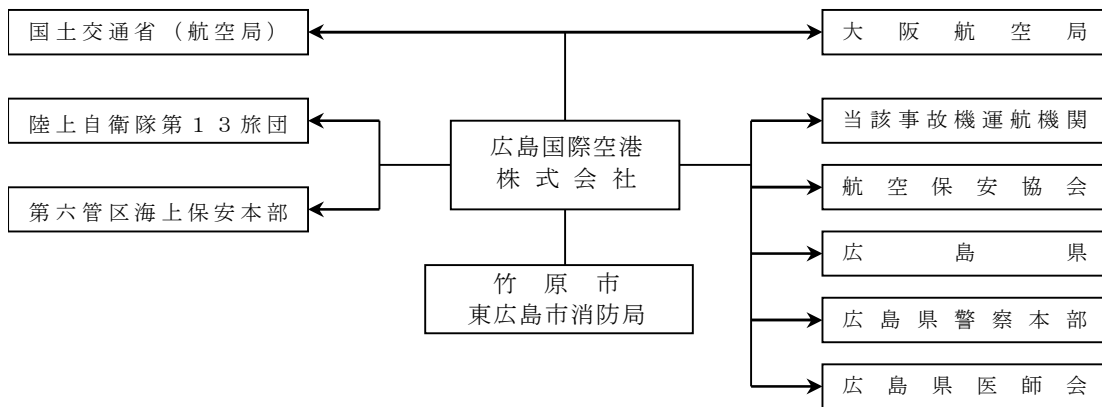 国土交通省（航空局）
大阪航空局
陸上自衛隊第１３旅団
広島国際空港
株式会社
当該事故機運航機関
航空保安協会
第六管区海上保安本部
広島県
竹原市
東広島市消防局
広島県警察本部
広島県医師会